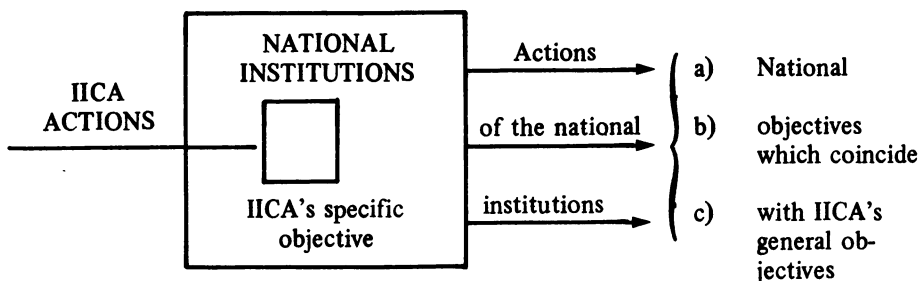 NATIONAL
INSTITUTIONS
IICA
ACTIONS
IICA's specific
objective
Actions
of the national
institutions
a) National
b) objectives
which coincide
c) with IICA's
general ob-
jectives